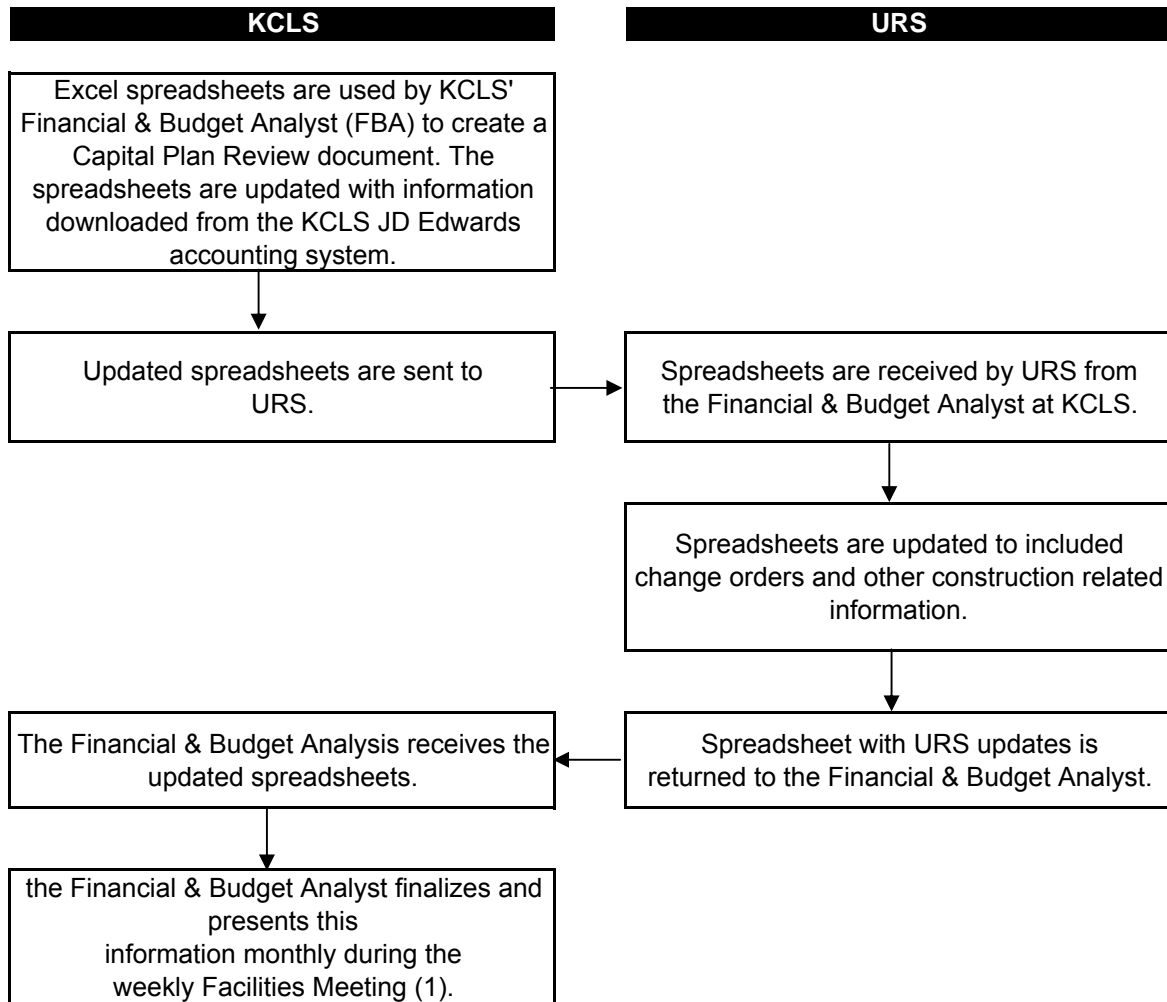 KCLS
URS
Excel spreadsheets are used by KCLS'
Financial & Budget Analyst (FBA) to create a
Capital Plan Review document. The
spreadsheets are updated with information
downloaded from the KCLS JD Edwards
accounting system.
Updated spreadsheets are sent to
URS.
Spreadsheets are received by URS from
the Financial & Budget Analyst at KCLS.
Spreadsheets are updated to included
change orders and other construction related
information.
Spreadsheet with URS updates is
returned to the Financial & Budget Analyst.
The Financial & Budget Analysis receives the
updated spreadsheets.
the Financial & Budget Analyst finalizes and
presents this
information monthly during the
weekly Facilities Meeting (1).